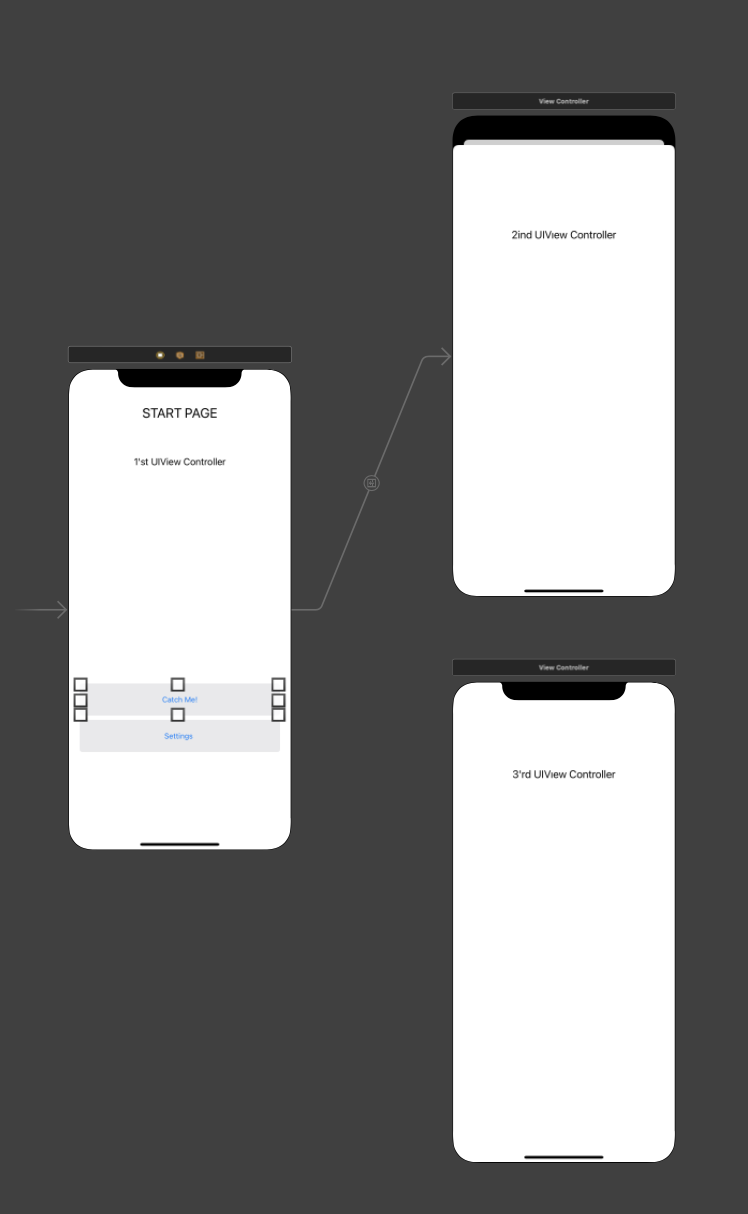 View Controller
2ind UIView Controller
START PAGE
1'st UIView Controller
Catch Me!
Settings
View Controller
3'rd UIView Controller